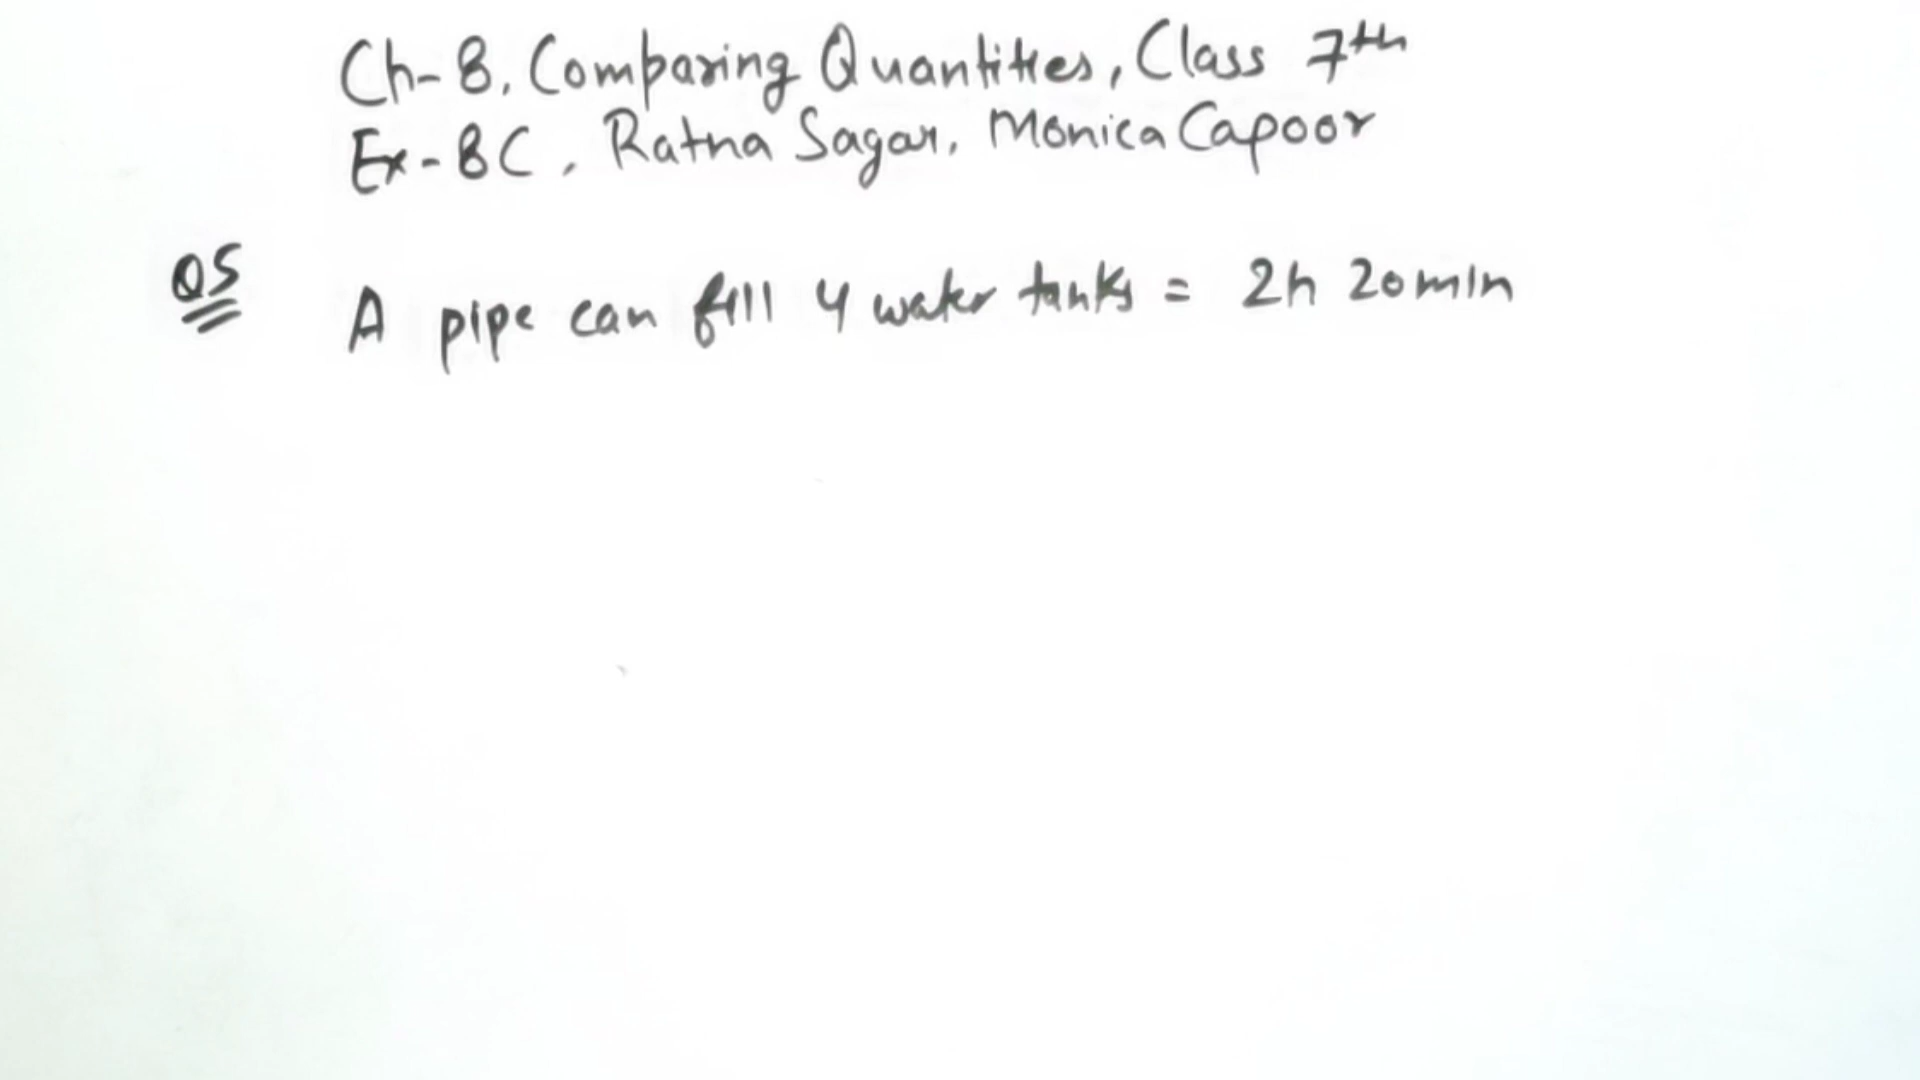 Ch-8, Comparing Quantities, Class 7th
Ex-8C, Ratna Sagar, Monica Capoor
Q5 A pipe can fill 4 water tanks = 2h 20min